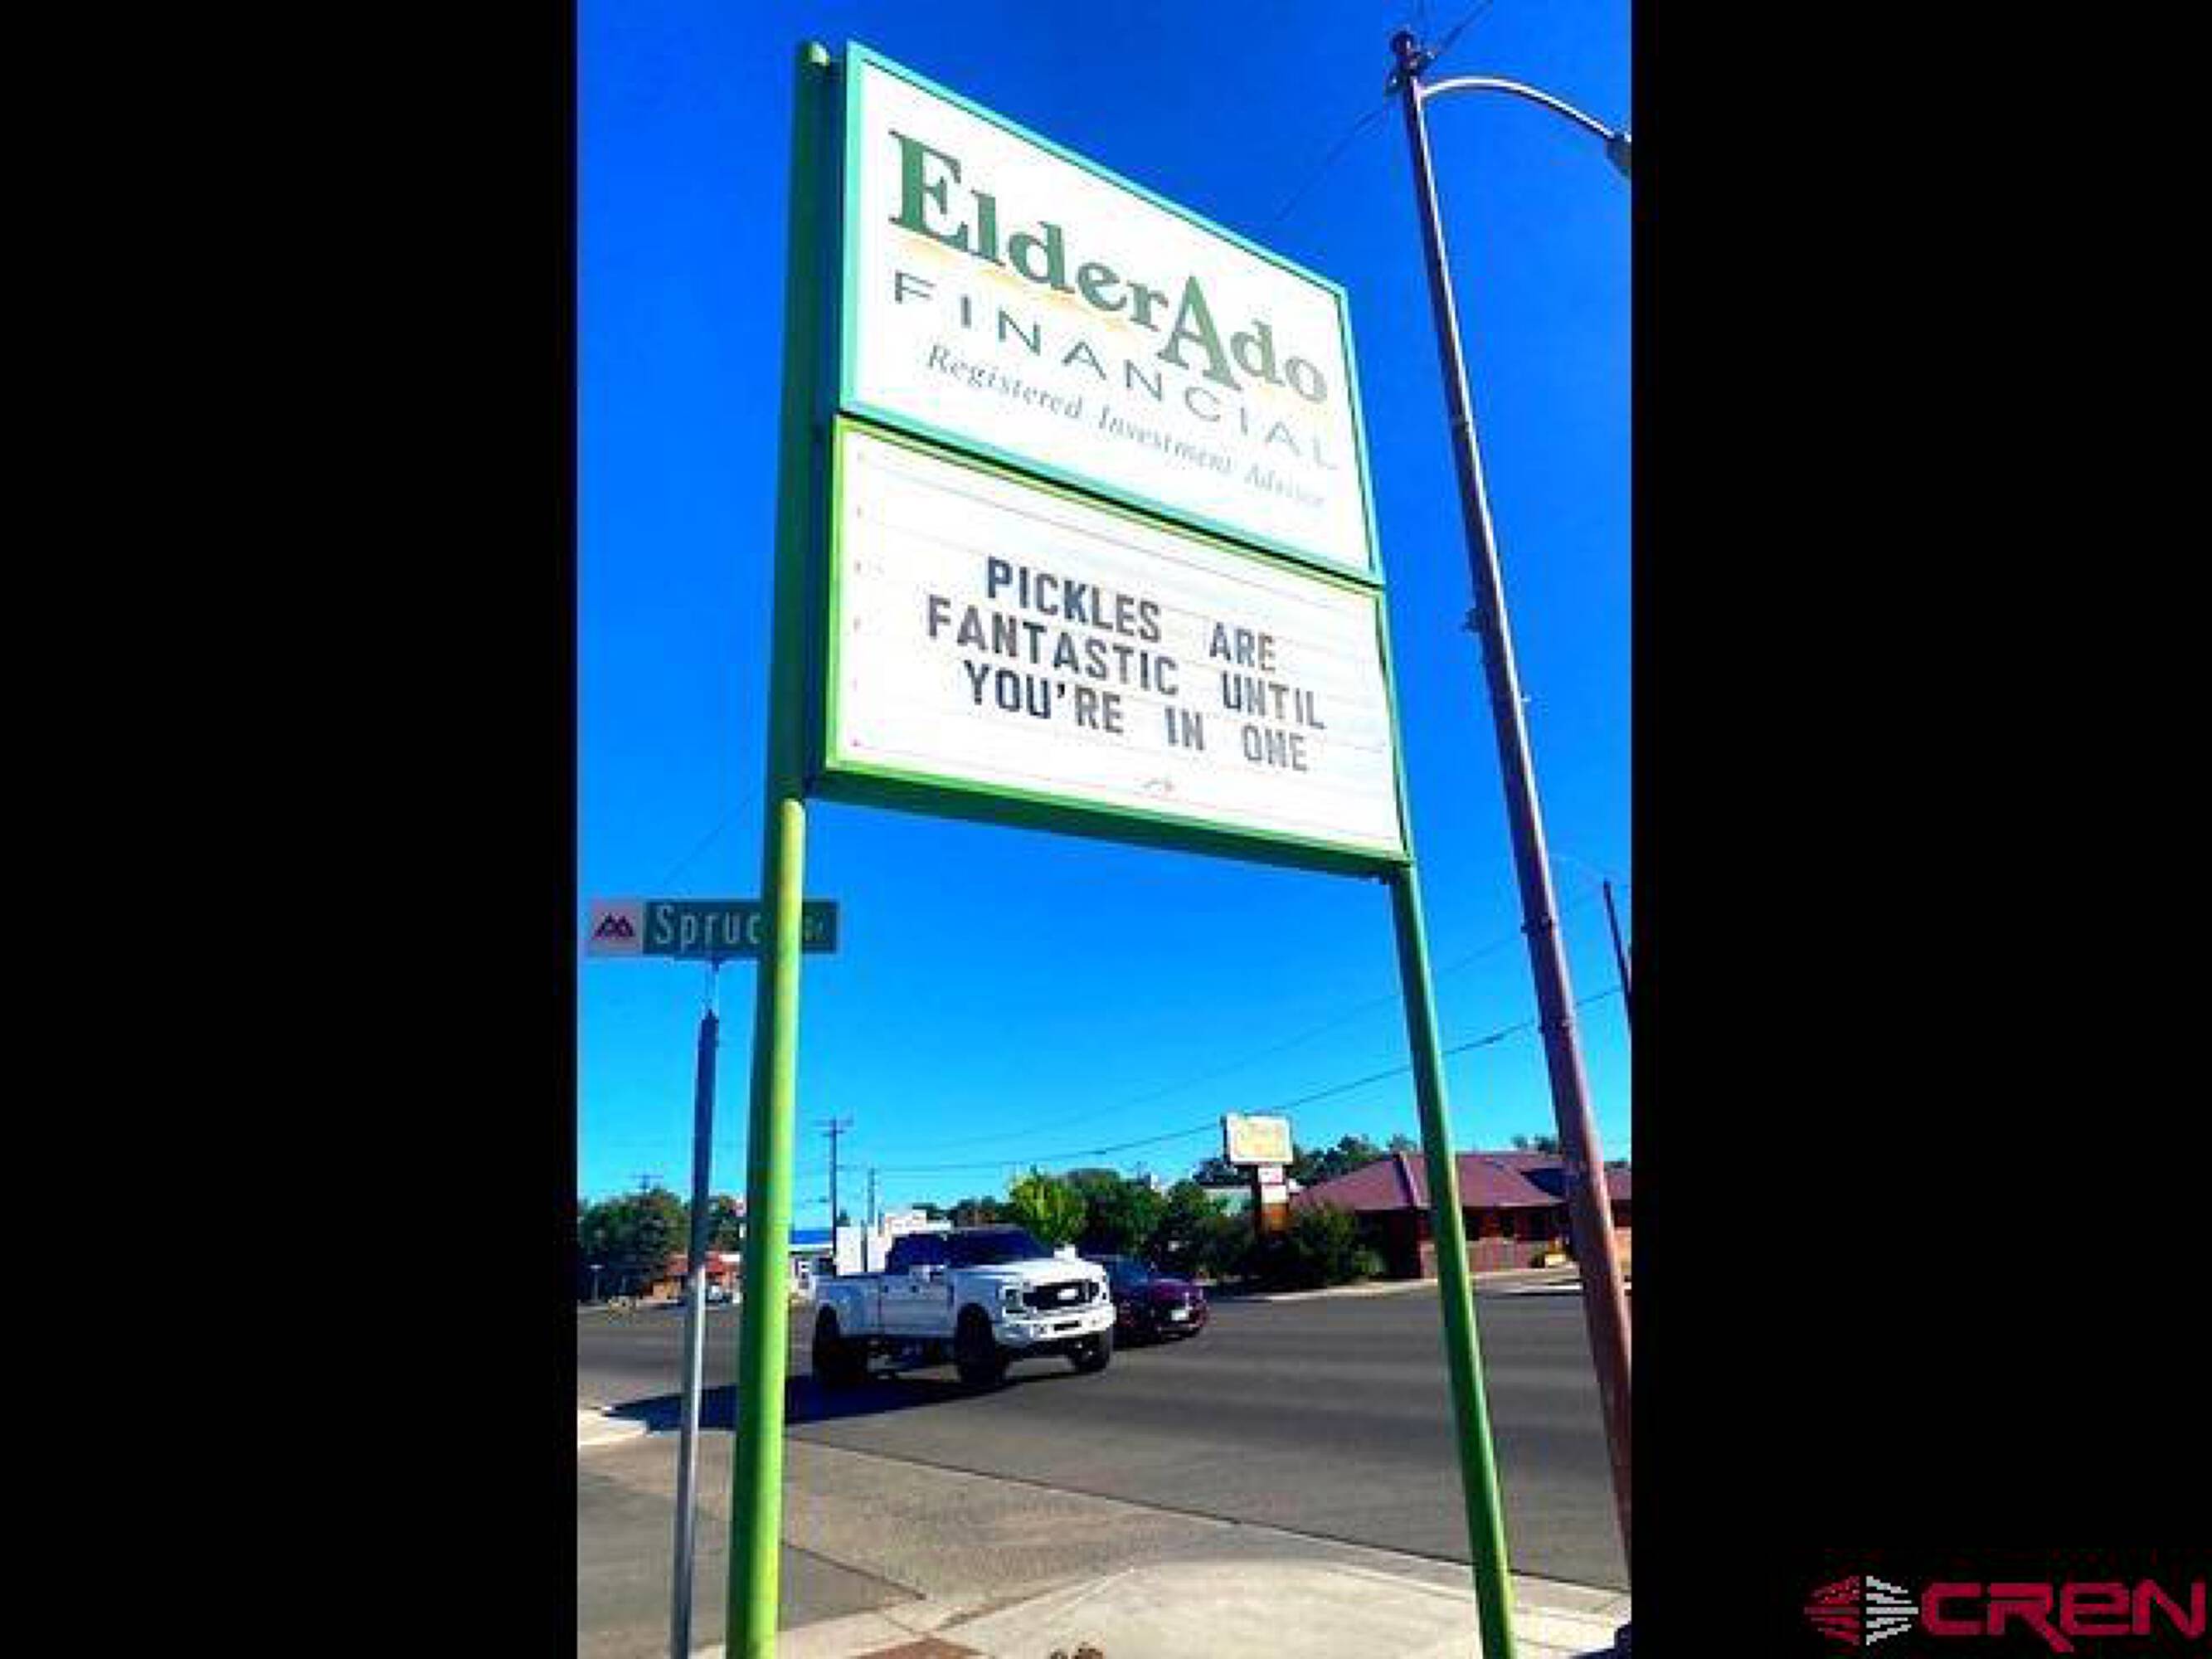 ElderAdo
FINANCIAL
Registered Investment Advisor
PICKLES ARE
FANTASTIC UNTIL
YOU'RE IN ONE
CREN